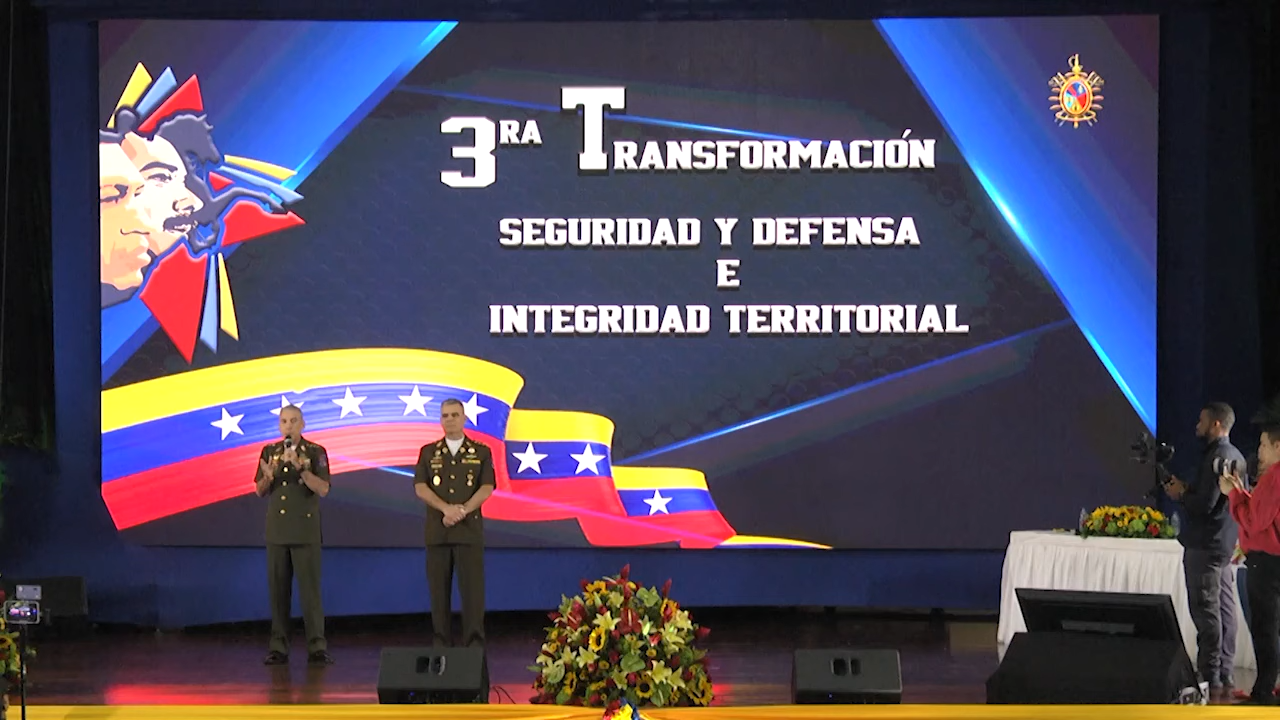 3RA TRANSFORMACIÓN
SEGURIDAD Y DEFENSA
E
INTEGRIDAD TERRITORIAL